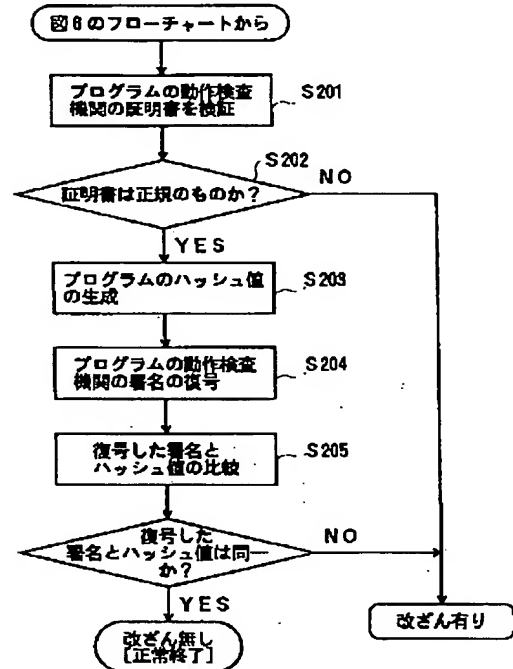 図6のフローチャートから
プログラムの動作検査
機関の証明書を検証
S201
S202
証明書は正規のものか？
NO
YES
プログラムのハッシュ値
の生成
S203
プログラムの動作検査
機関の署名の復号
S204
復号した署名と
ハッシュ値の比較
S205
復号した
署名とハッシュ値は同一
か？
NO
YES
改ざん無し
[正常終了]
改ざん有り